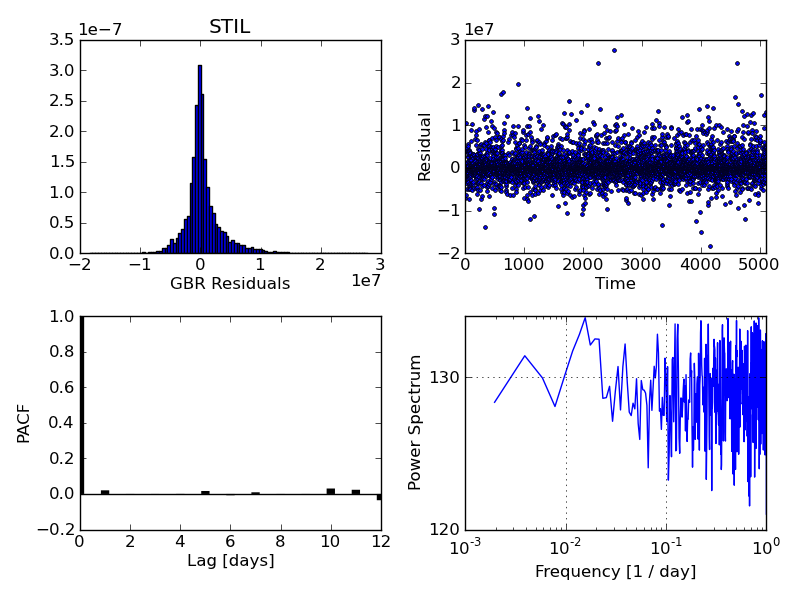 STIL
1e−7
3.5
3.0
2.5
2.0
1.5
1.0
0.5
0.0
−2 −1 0 1 2 3
GBR Residuals 1e7
1e7
3
2
1
0
−1
−2
Residual
0 1000 2000 3000 4000 5000
Time
1.0
0.8
0.6
0.4
0.2
0.0
−0.2
PACF
0 2 4 6 8 10 12
Lag [days]
130
120
Power Spectrum
10^-3 10^-2 10^-1 10^0
Frequency [1 / day]